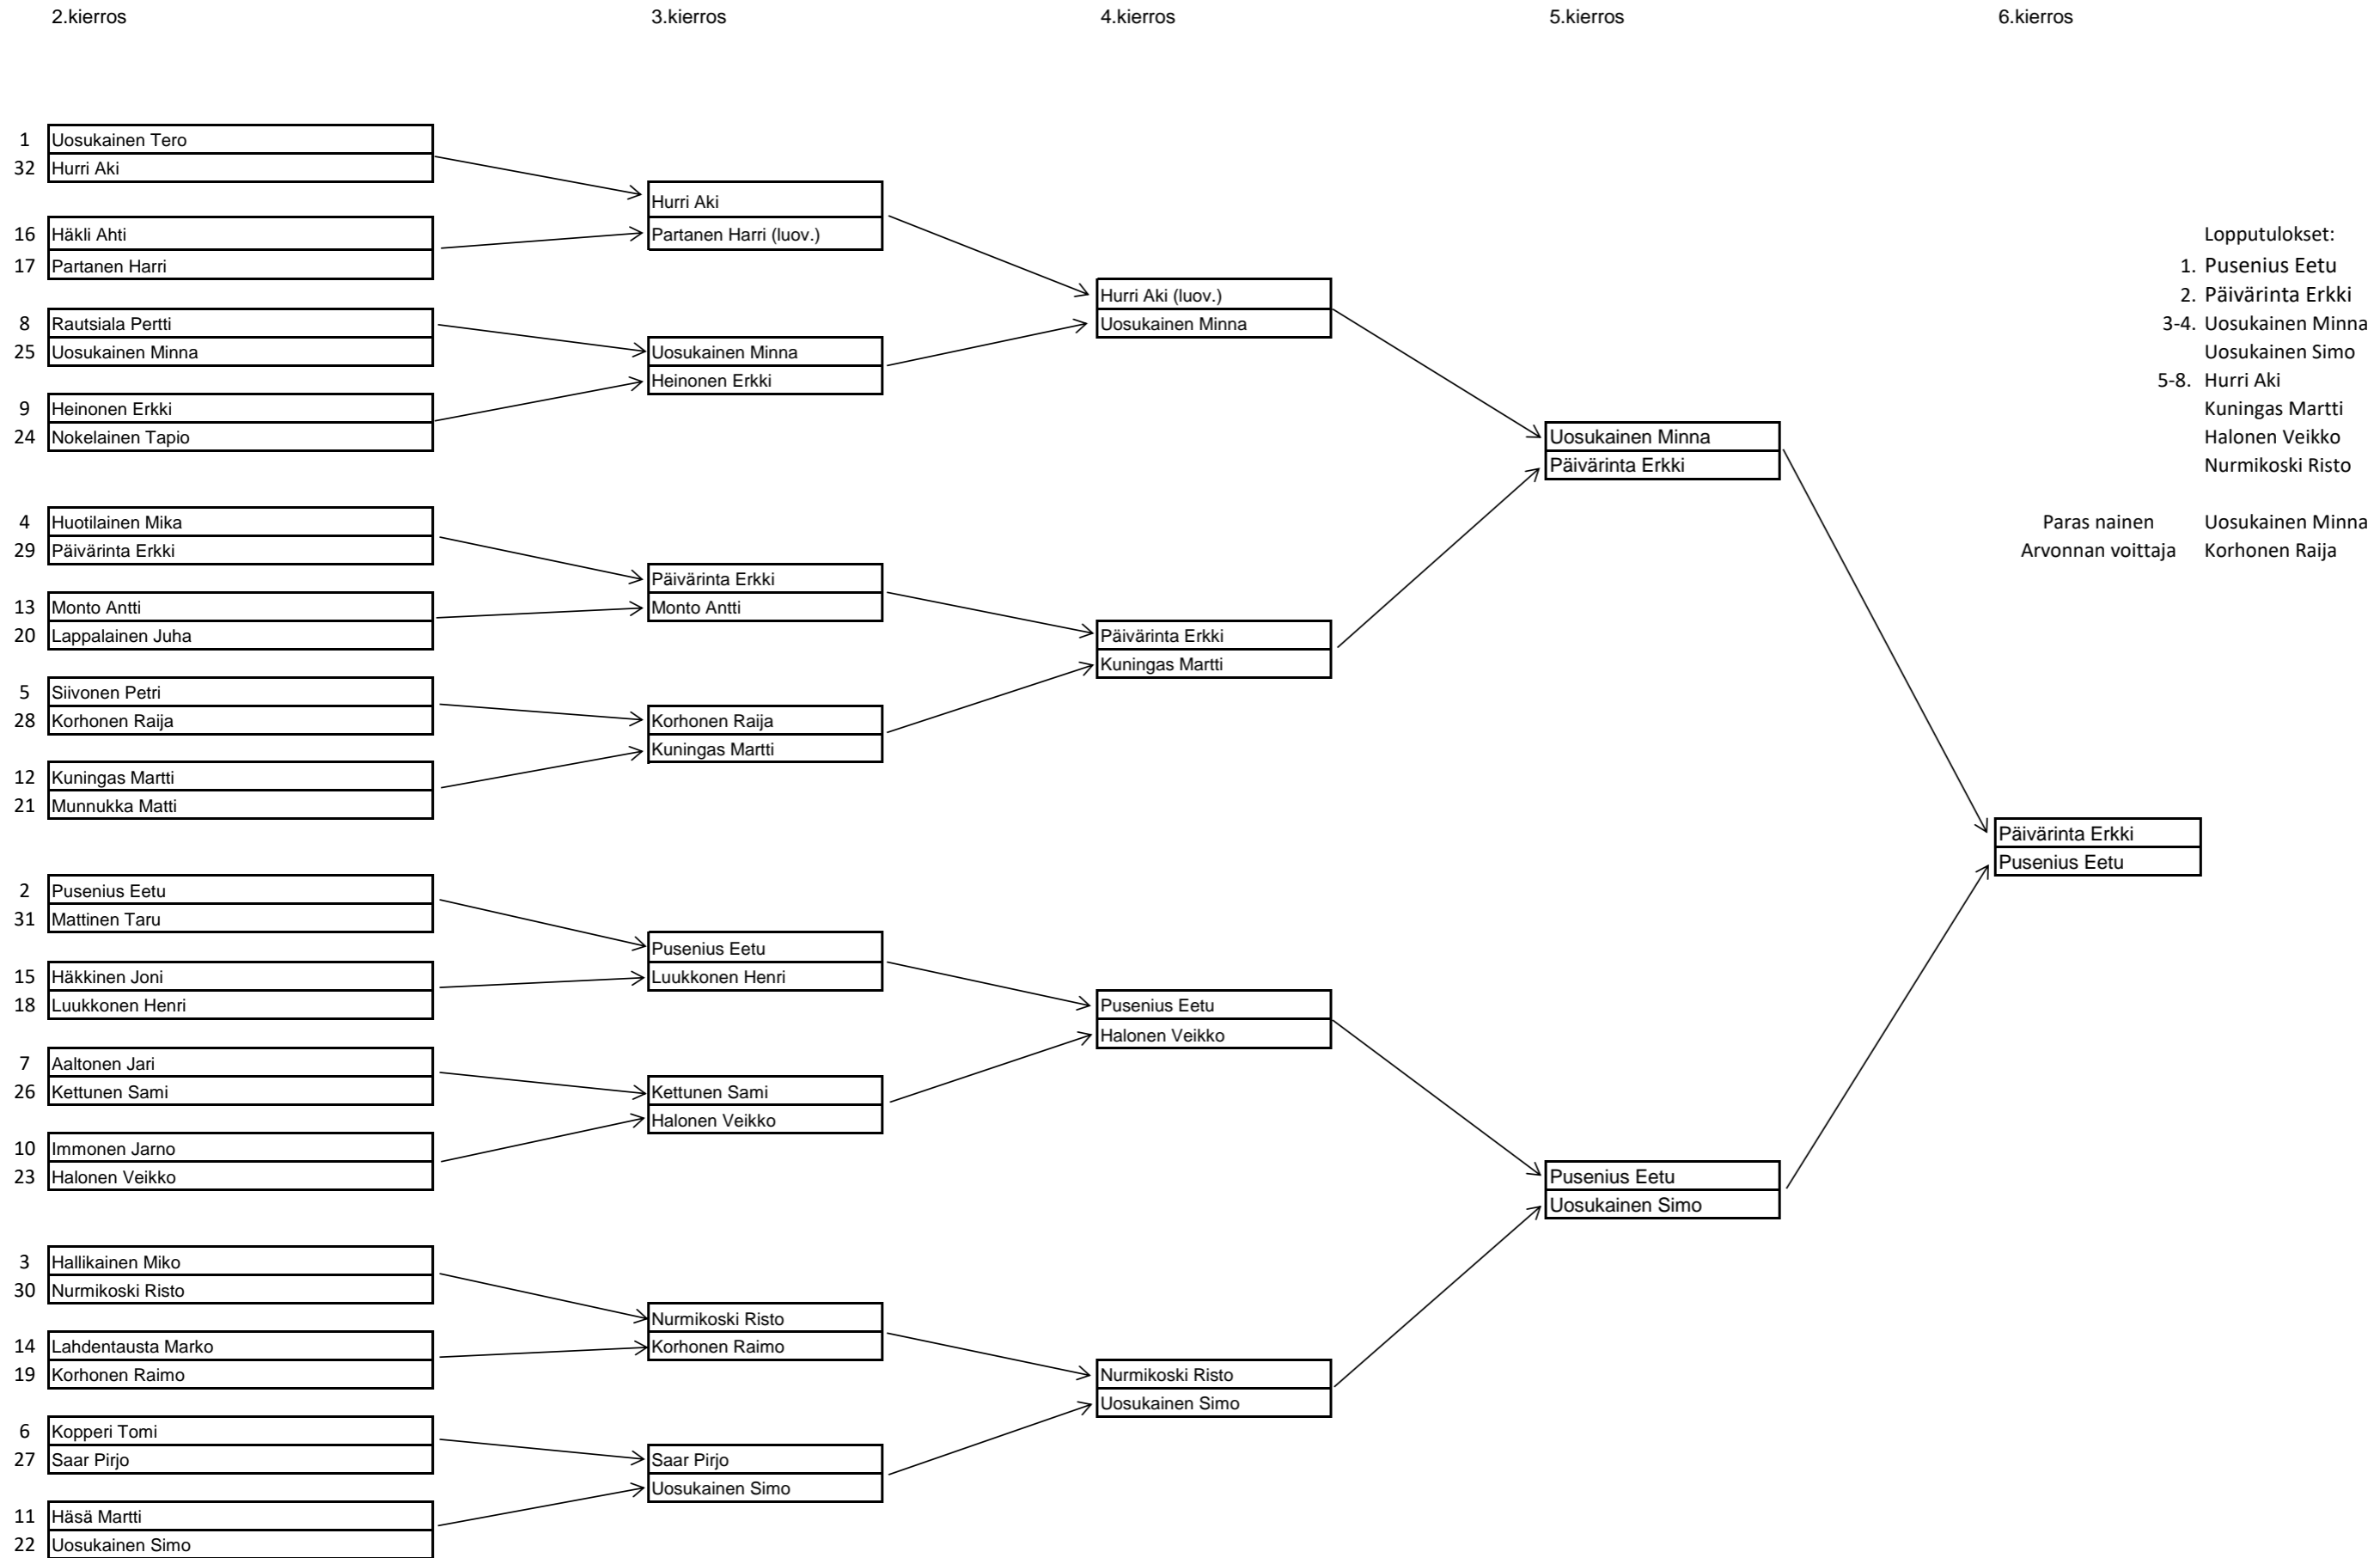 2.kierros
3.kierros
4.kierros
5.kierros
6.kierros
1 Uosukainen Tero
32 Hurri Aki
16 Häkli Ahti
17 Partanen Harri
8 Rautsiala Pertti
25 Uosukainen Minna
9 Heinonen Erkki
24 Nokelainen Tapio
4 Huotilainen Mika
29 Päivärinta Erkki
13 Monto Antti
20 Lappalainen Juha
5 Siivonen Petri
28 Korhonen Raija
12 Kuningas Martti
21 Munnukka Matti
2 Pusenius Eetu
31 Mattinen Taru
15 Häkkinen Joni
18 Luukkonen Henri
7 Aaltonen Jari
26 Kettunen Sami
10 Immonen Jarno
23 Halonen Veikko
3 Hallikainen Miko
30 Nurmikoski Risto
14 Lahdentausta Marko
19 Korhonen Raimo
6 Kopperi Tomi
27 Saar Pirjo
11 Häsä Martti
22 Uosukainen Simo
Hurri Aki
Partanen Harri (luov.)
Uosukainen Minna
Heinonen Erkki
Päivärinta Erkki
Monto Antti
Korhonen Raija
Kuningas Martti
Pusenius Eetu
Luukkonen Henri
Kettunen Sami
Halonen Veikko
Nurmikoski Risto
Korhonen Raimo
Saar Pirjo
Uosukainen Simo
Hurri Aki (luov.)
Uosukainen Minna
Päivärinta Erkki
Kuningas Martti
Pusenius Eetu
Halonen Veikko
Nurmikoski Risto
Uosukainen Simo
Uosukainen Minna
Päivärinta Erkki
Pusenius Eetu
Uosukainen Simo
Päivärinta Erkki
Pusenius Eetu
Lopputulokset:
1. Pusenius Eetu
2. Päivärinta Erkki
3-4. Uosukainen Minna
Uosukainen Simo
5-8. Hurri Aki
Kuningas Martti
Halonen Veikko
Nurmikoski Risto
Paras nainen Uosukainen Minna
Arvonnan voittaja Korhonen Raija